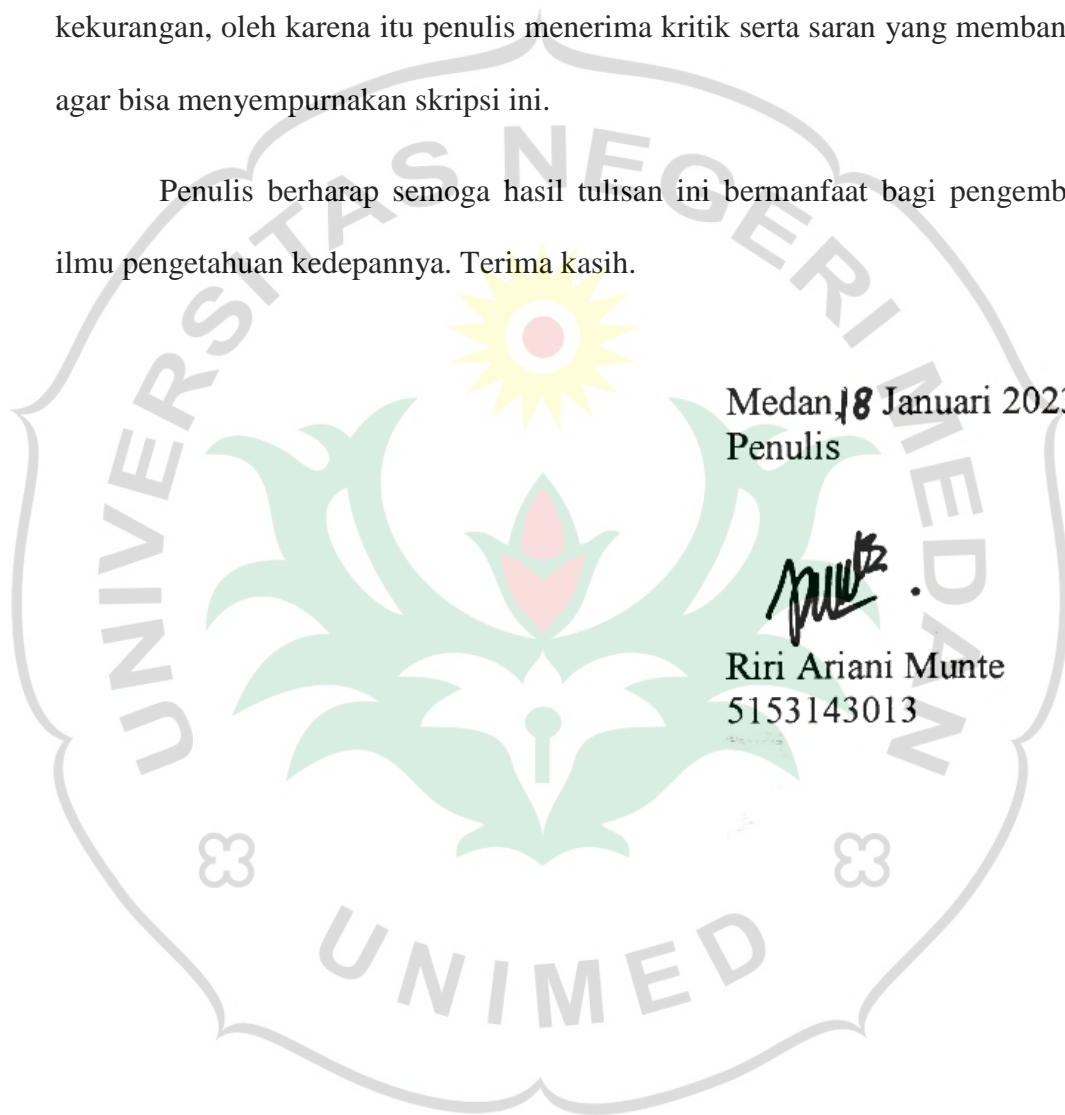 kekurangan, oleh karena itu penulis menerima kritik serta saran yang memban
agar bisa menyempurnakan skripsi ini.
Penulis berharap semoga hasil tulisan ini bermanfaat bagi pengemb
ilmu pengetahuan kedepannya. Terima kasih.
Medan, 18 Januari 2023
Penulis
Riri Ariani Munte
5153143013
UNIVERSITAS NEGERI MEDAN
UNIMED